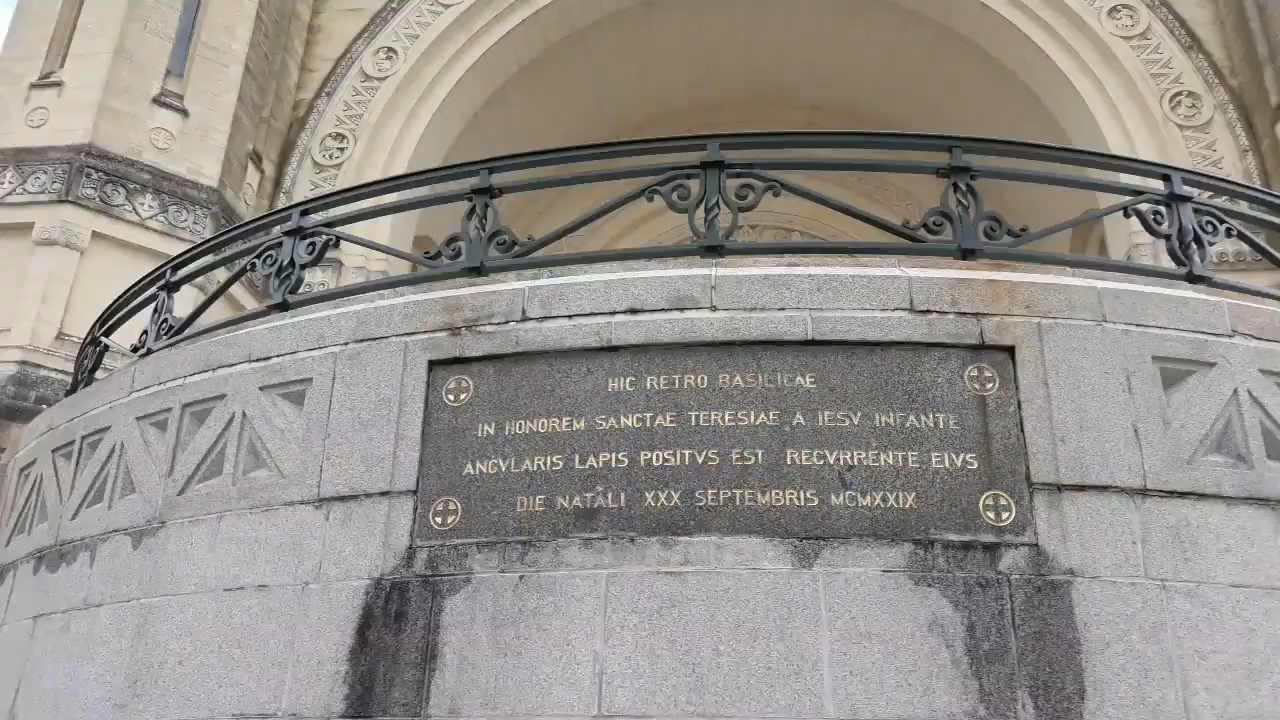 HIC RETRO BASILICAE
IN HONOREM SANCTAE TERESIAE A IESV INFANTE
ANGVLARIS LAPIS POSITVS EST RECVRRENTE EIVS
DIE NATALI XXX SEPTEMBRIS MCMXXIX